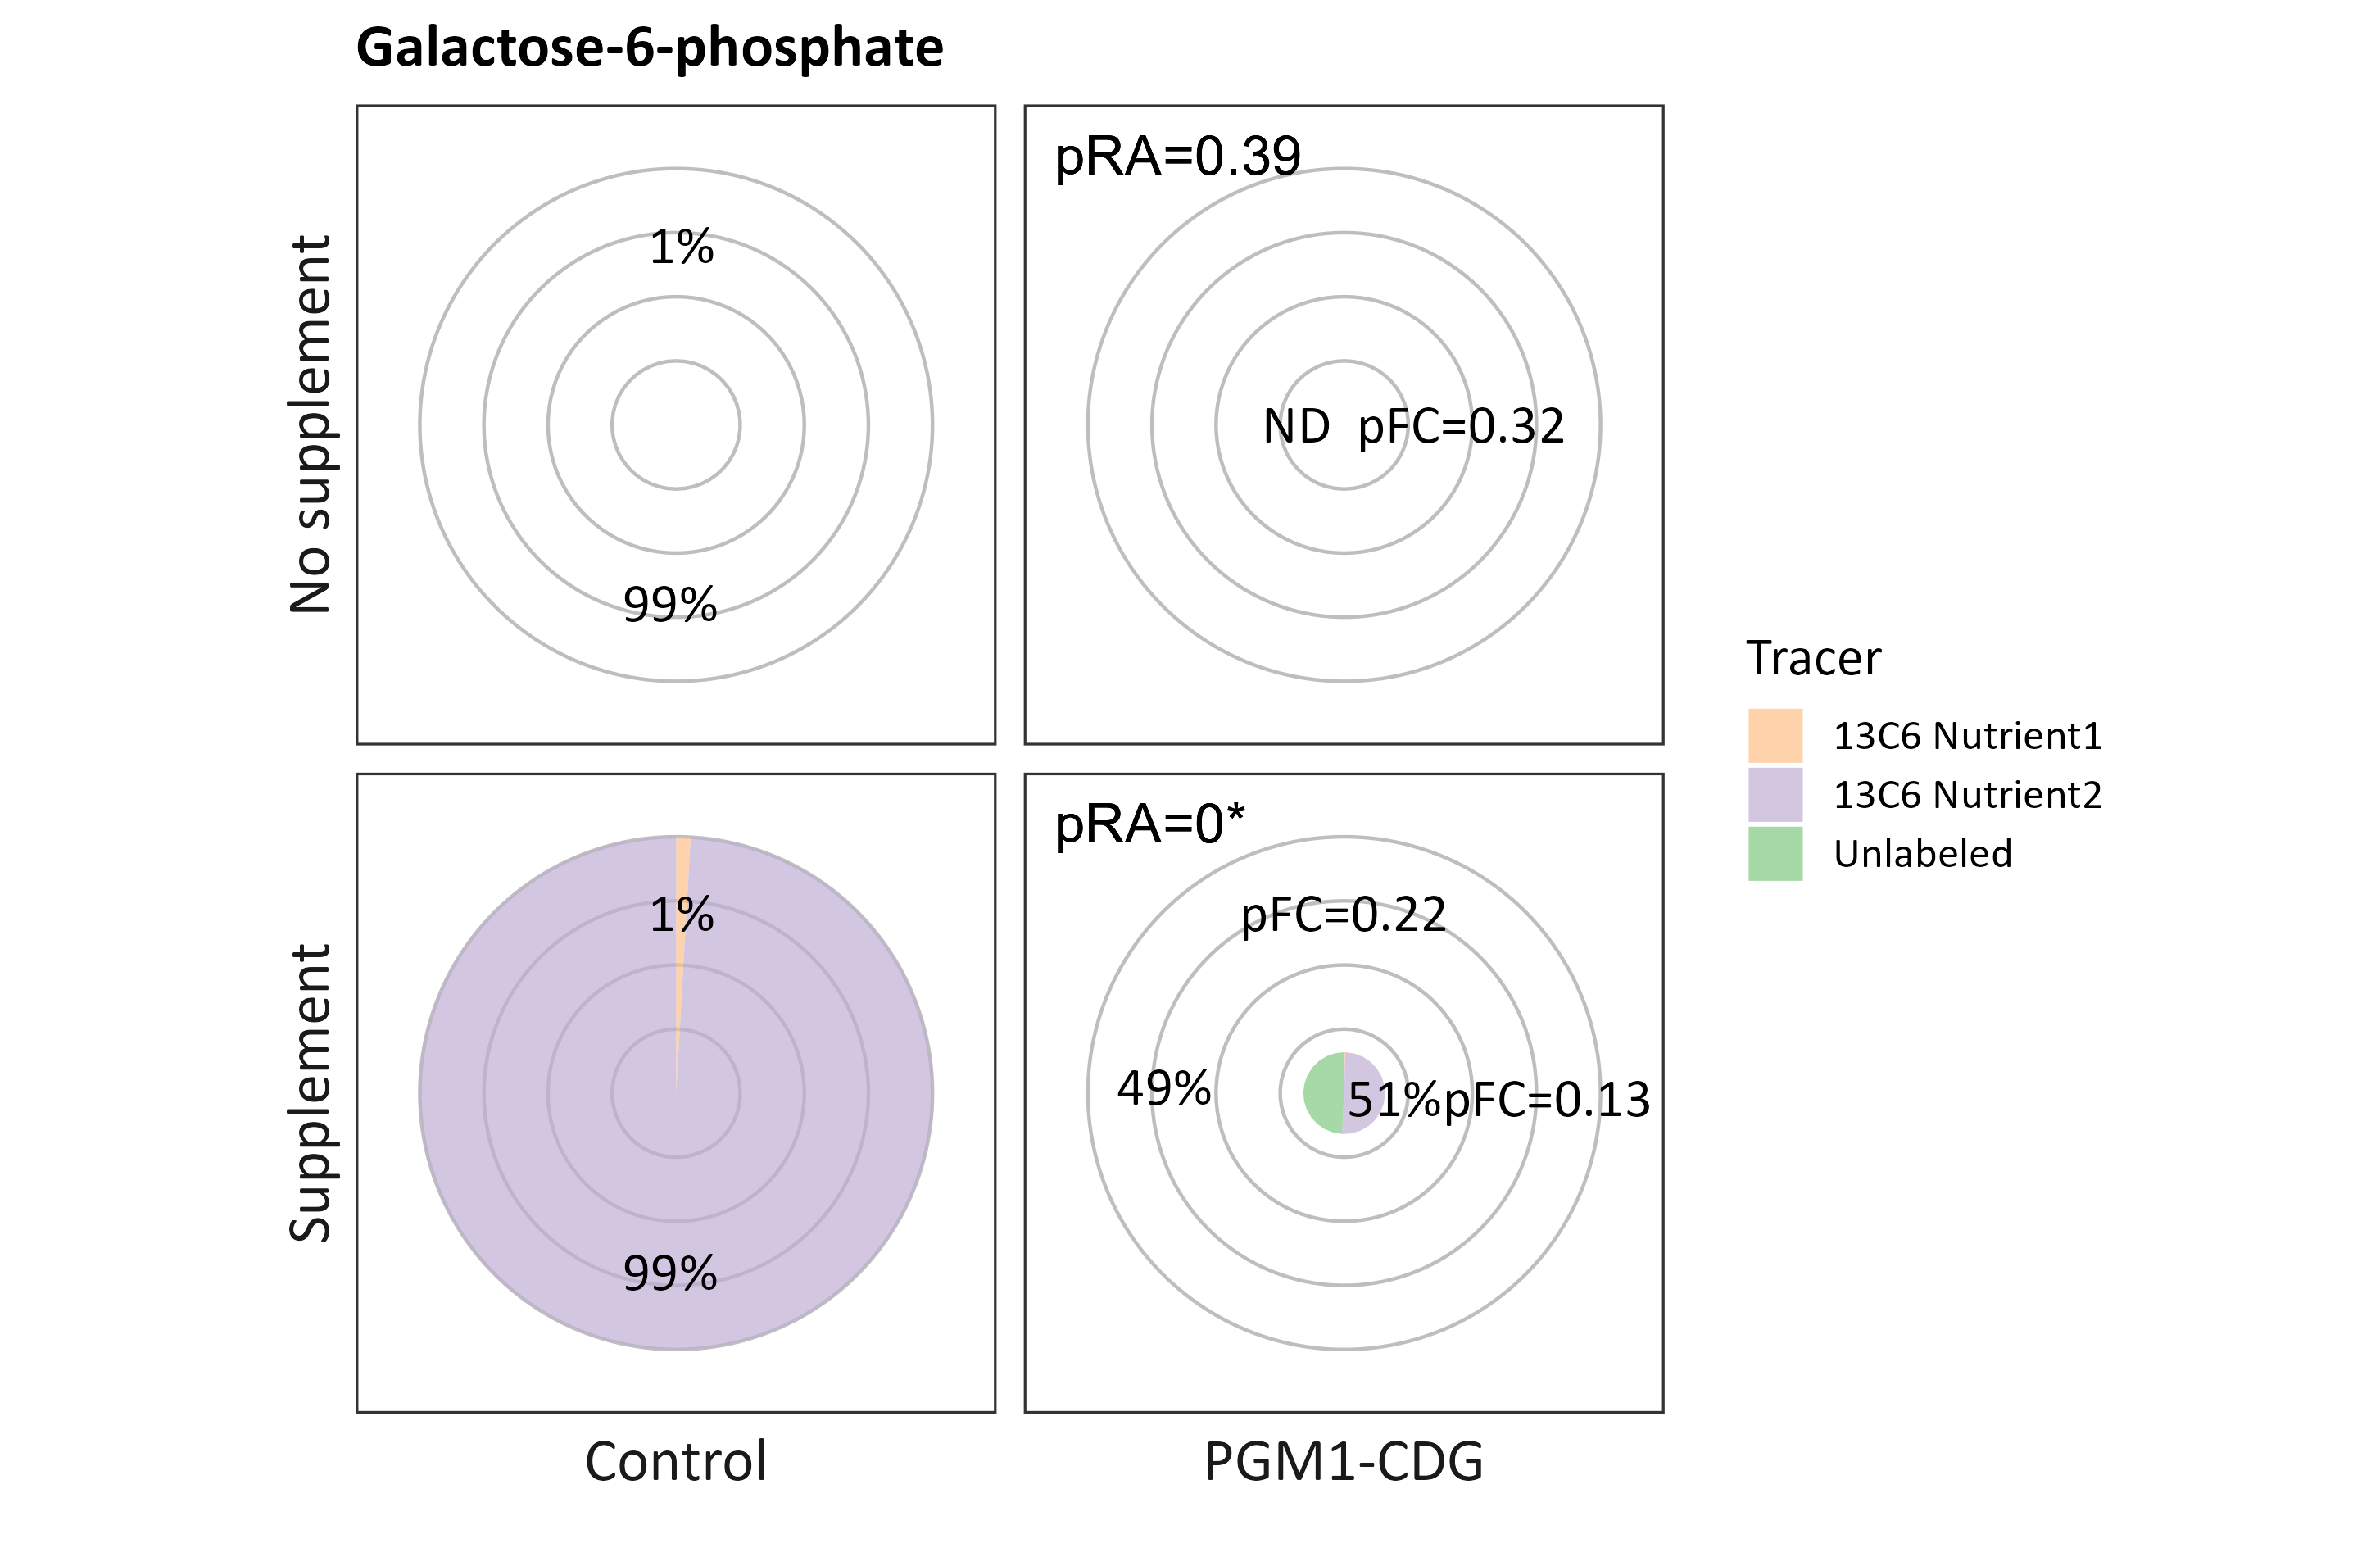 Galactose-6-phosphate
No supplement
1%
99%
pRA=0.39
ND pFC=0.32
Supplement
1%
99%
pRA=0*
pFC=0.22
49%
51%pFC=0.13
Control
PGM1-CDG
Tracer
13C6 Nutrient1
13C6 Nutrient2
Unlabeled